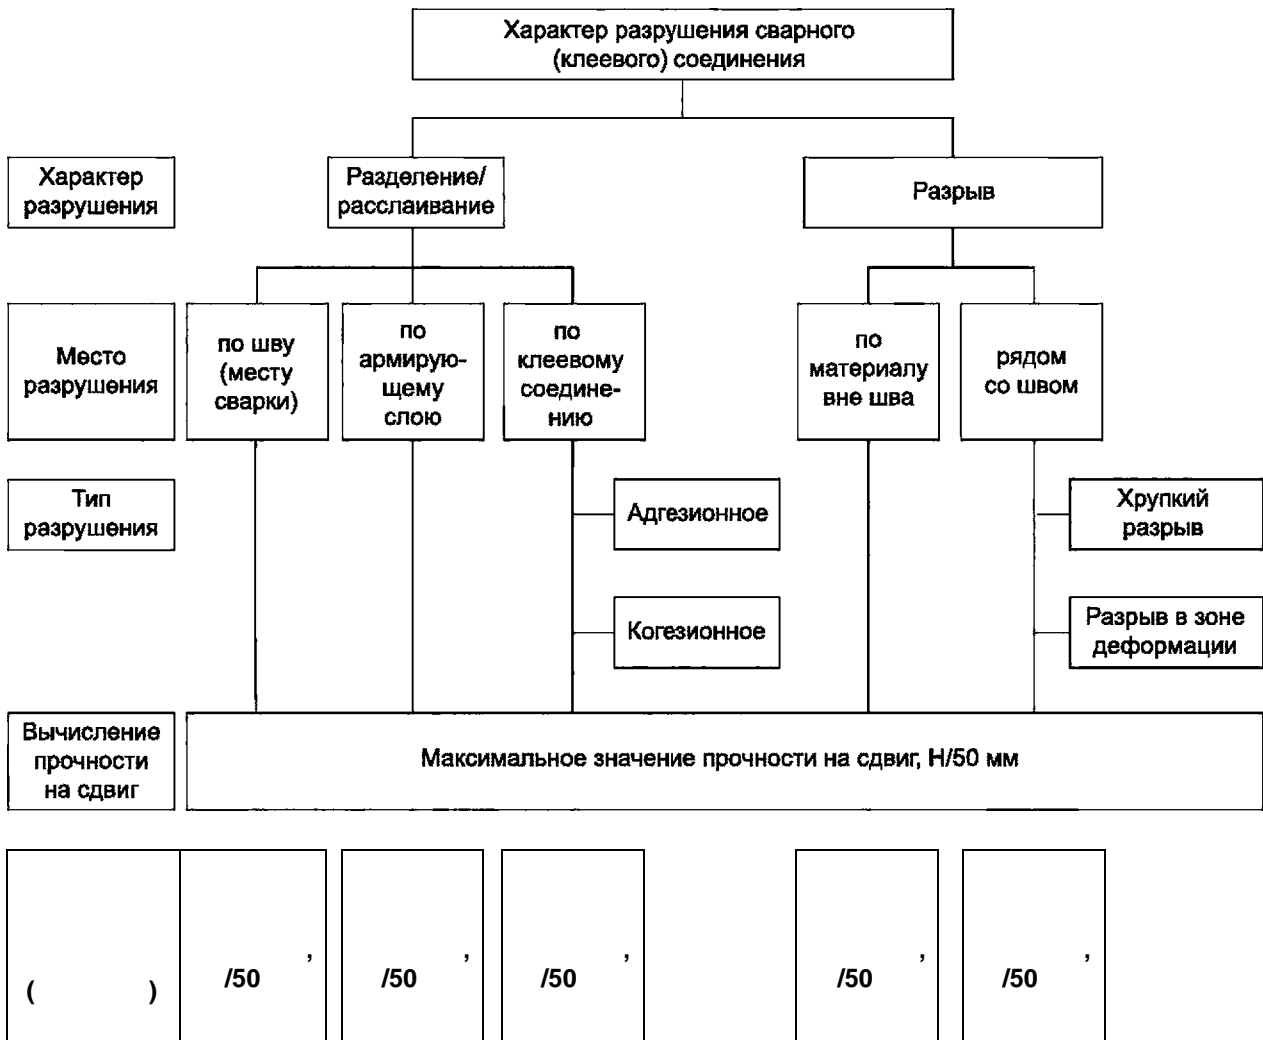 Характер разрушения сварного
(клеевого) соединения
Характер
разрушения
Разделение/
расслаивание
Разрыв
Место
разрушения
по шву
(месту
сварки)
по
армирую-
щему
слою
по
клеевому
соедине-
нию
по
материалу
вне шва
рядом
со швом
Тип
разрушения
Адгезионное
Хрупкий
разрыв
Когезионное
Разрыв в зоне
деформации
Вычисление
прочности
на сдвиг
Максимальное значение прочности на сдвиг, Н/50 мм
( )
,
/50
,
/50
,
/50
,
/50
,
/50